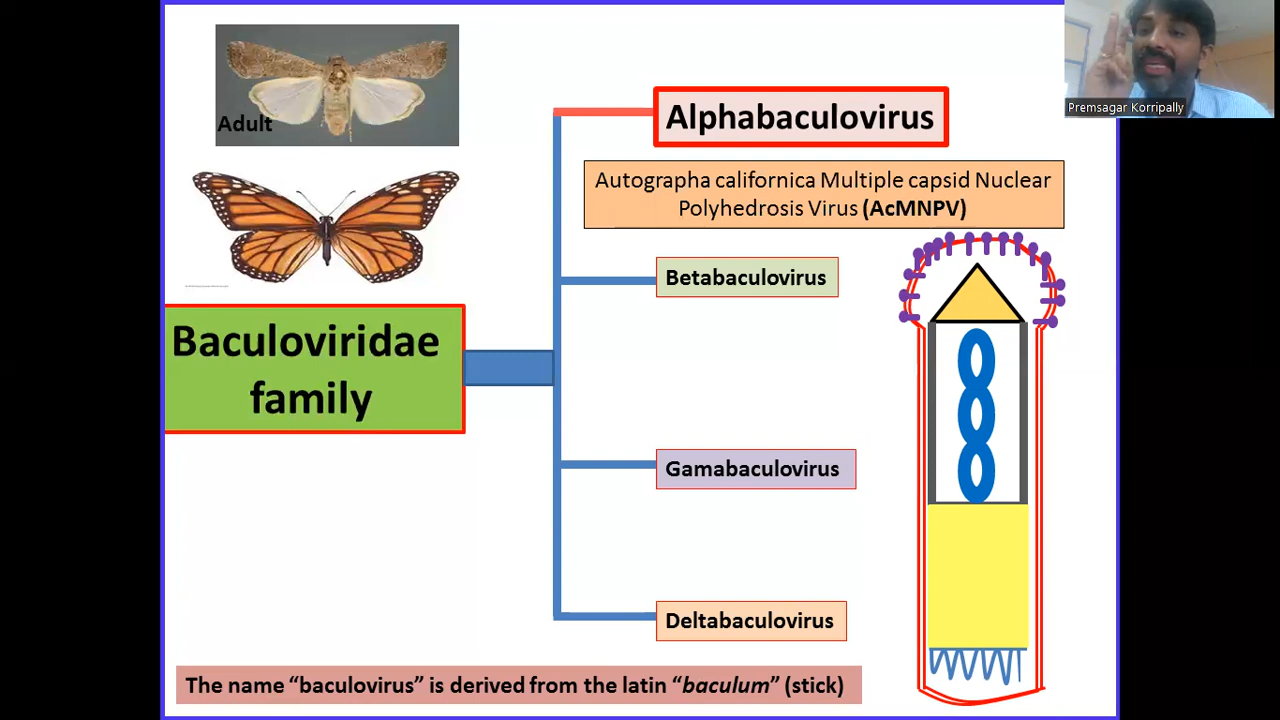 Adult
Baculoviridae
family
Alphabaculovirus
Autographa californica Multiple capsid Nuclear
Polyhedrosis Virus (AcMNPV)
Betabaculovirus
Gamabaculovirus
Deltabaculovirus
The name “baculovirus” is derived from the latin “baculum” (stick)
Premsagar Korripally